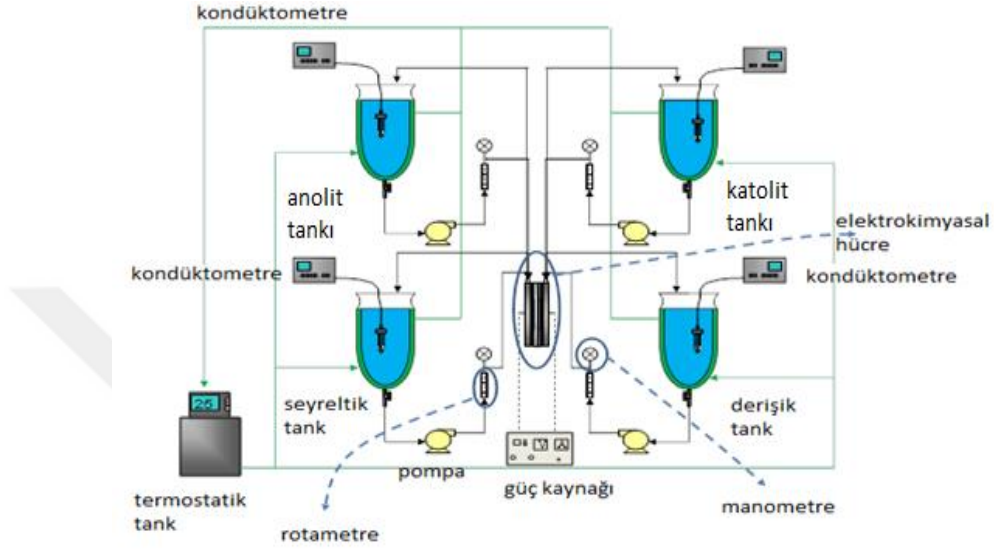 kondüktometre
anolit
tankı
katolit
tankı
elektrokimyasal
hücre
kondüktometre
kondüktometre
25
seyreltik
tank
derişik
tank
pompa
güç kaynağı
manometre
termostatik
tank
rotametre